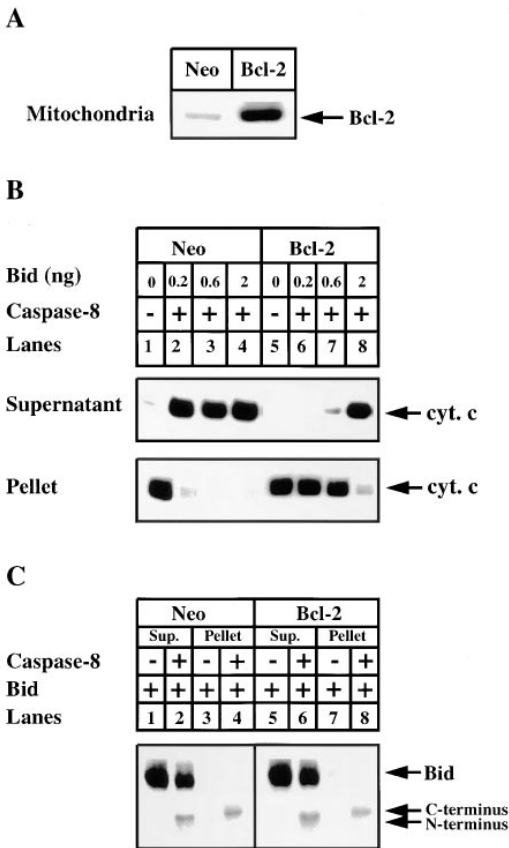 A
Neo Bcl-2
Mitochondria Bcl-2
B
Neo Bcl-2
Bid (ng) 0 0.2 0.6 2 0 0.2 0.6 2
Caspase-8 - + + + - + + +
Lanes 1 2 3 4 5 6 7 8
Supernatant cyt. c
Pellet cyt. c
C
Neo Bcl-2
Sup. Pellet Sup. Pellet
Caspase-8 - + - + - + - +
Bid + + + + + + + +
Lanes 1 2 3 4 5 6 7 8
Bid
C-terminus
N-terminus